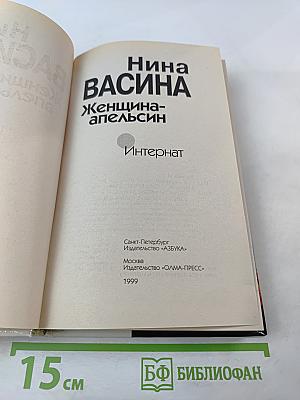 Нина
ВАСИНА
Женщина-
апельсин
Интернат
Санкт-Петербург
Издательство «АЗБУКА»
Москва
Издательство «ОЛМА-ПРЕСС»
1999
15 см
БФ БИБЛИОФАН